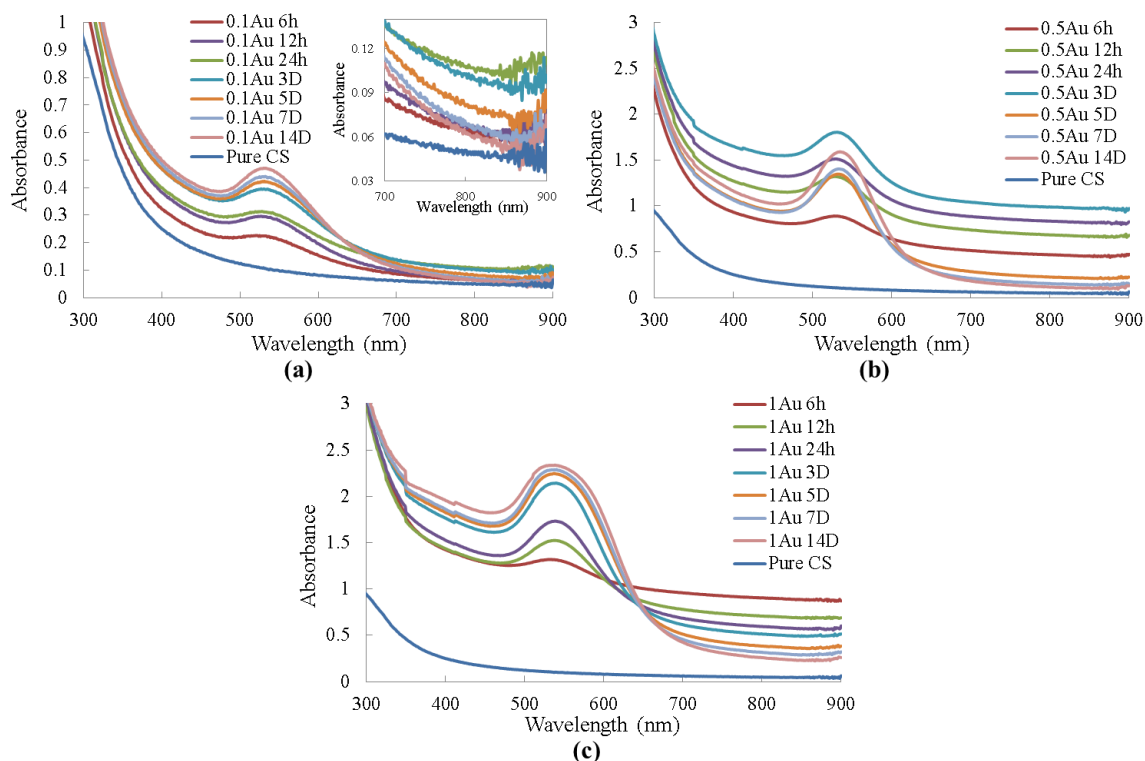 1
0.9
0.8
0.7
0.6
0.5
0.4
0.3
0.2
0.1
0
Absorbance
0.1Au 6h
0.1Au 12h
0.1Au 24h
0.1Au 3D
0.1Au 5D
0.1Au 7D
0.1Au 14D
Pure CS
0.12
0.09
0.06
0.03
Absorbance
700 800 900
Wavelength (nm)
300 400 500 600 700 800 900
Wavelength (nm)
(a)
3
2.5
2
1.5
1
0.5
0
Absorbance
0.5Au 6h
0.5Au 12h
0.5Au 24h
0.5Au 3D
0.5Au 5D
0.5Au 7D
0.5Au 14D
Pure CS
300 400 500 600 700 800 900
Wavelength (nm)
(b)
3
2.5
2
1.5
1
0.5
0
Absorbance
1Au 6h
1Au 12h
1Au 24h
1Au 3D
1Au 5D
1Au 7D
1Au 14D
Pure CS
300 400 500 600 700 800 900
Wavelength (nm)
(c)